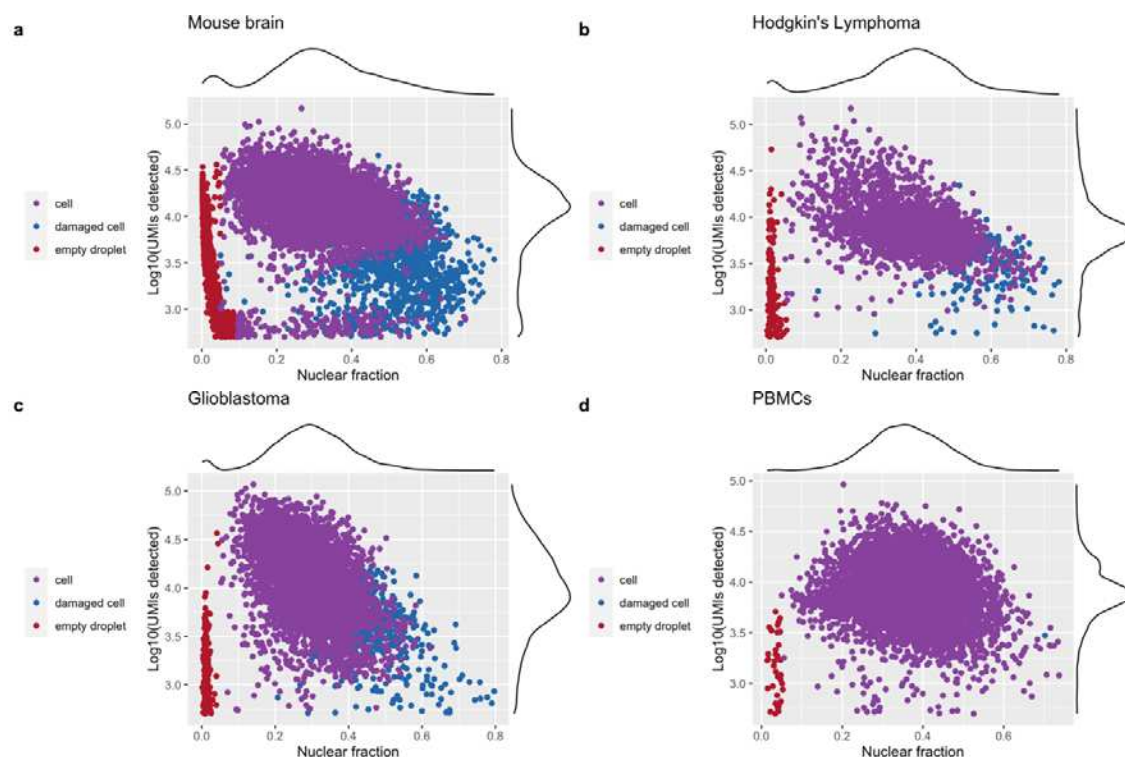 a
Mouse brain
Log10(UMIs detected)
5.0
4.5
4.0
3.5
3.0
cell
damaged cell
empty droplet
0.0 0.2 0.4 0.6 0.8
Nuclear fraction
b
Hodgkin's Lymphoma
Log10(UMIs detected)
5.0
4.5
4.0
3.5
3.0
cell
damaged cell
empty droplet
0.0 0.2 0.4 0.6 0.8
Nuclear fraction
c
Glioblastoma
Log10(UMIs detected)
5.0
4.5
4.0
3.5
3.0
cell
damaged cell
empty droplet
0.0 0.2 0.4 0.6 0.8
Nuclear fraction
d
PBMCs
Log10(UMIs detected)
5.0
4.5
4.0
3.5
3.0
cell
damaged cell
empty droplet
0.0 0.2 0.4 0.6
Nuclear fraction